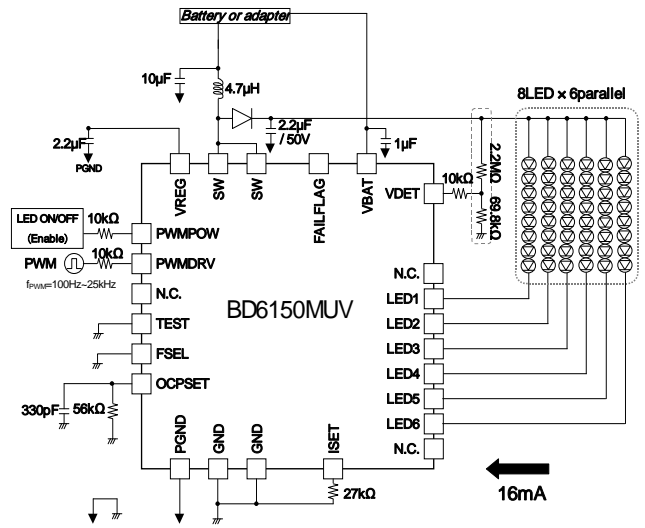 Battery or adapter
10µF
4.7µH
8LED × 6parallel
2.2µF
/ 50V
2.2µF
PGND
1µF
2.2MΩ
10kΩ
69.8kΩ
VREG
SW
SW
FAILFLAG
VBAT
VDET
LED ON/OFF
(Enable)
10kΩ
PWMPOW
PWM
10kΩ
PWMDRV
fPWM=100Hz~25kHz
N.C.
N.C.
BD6150MUV
LED1
TEST
LED2
FSEL
LED3
OCPSET
LED4
330pF
56kΩ
LED5
LED6
PGND
GND
GND
ISET
N.C.
27kΩ
16mA